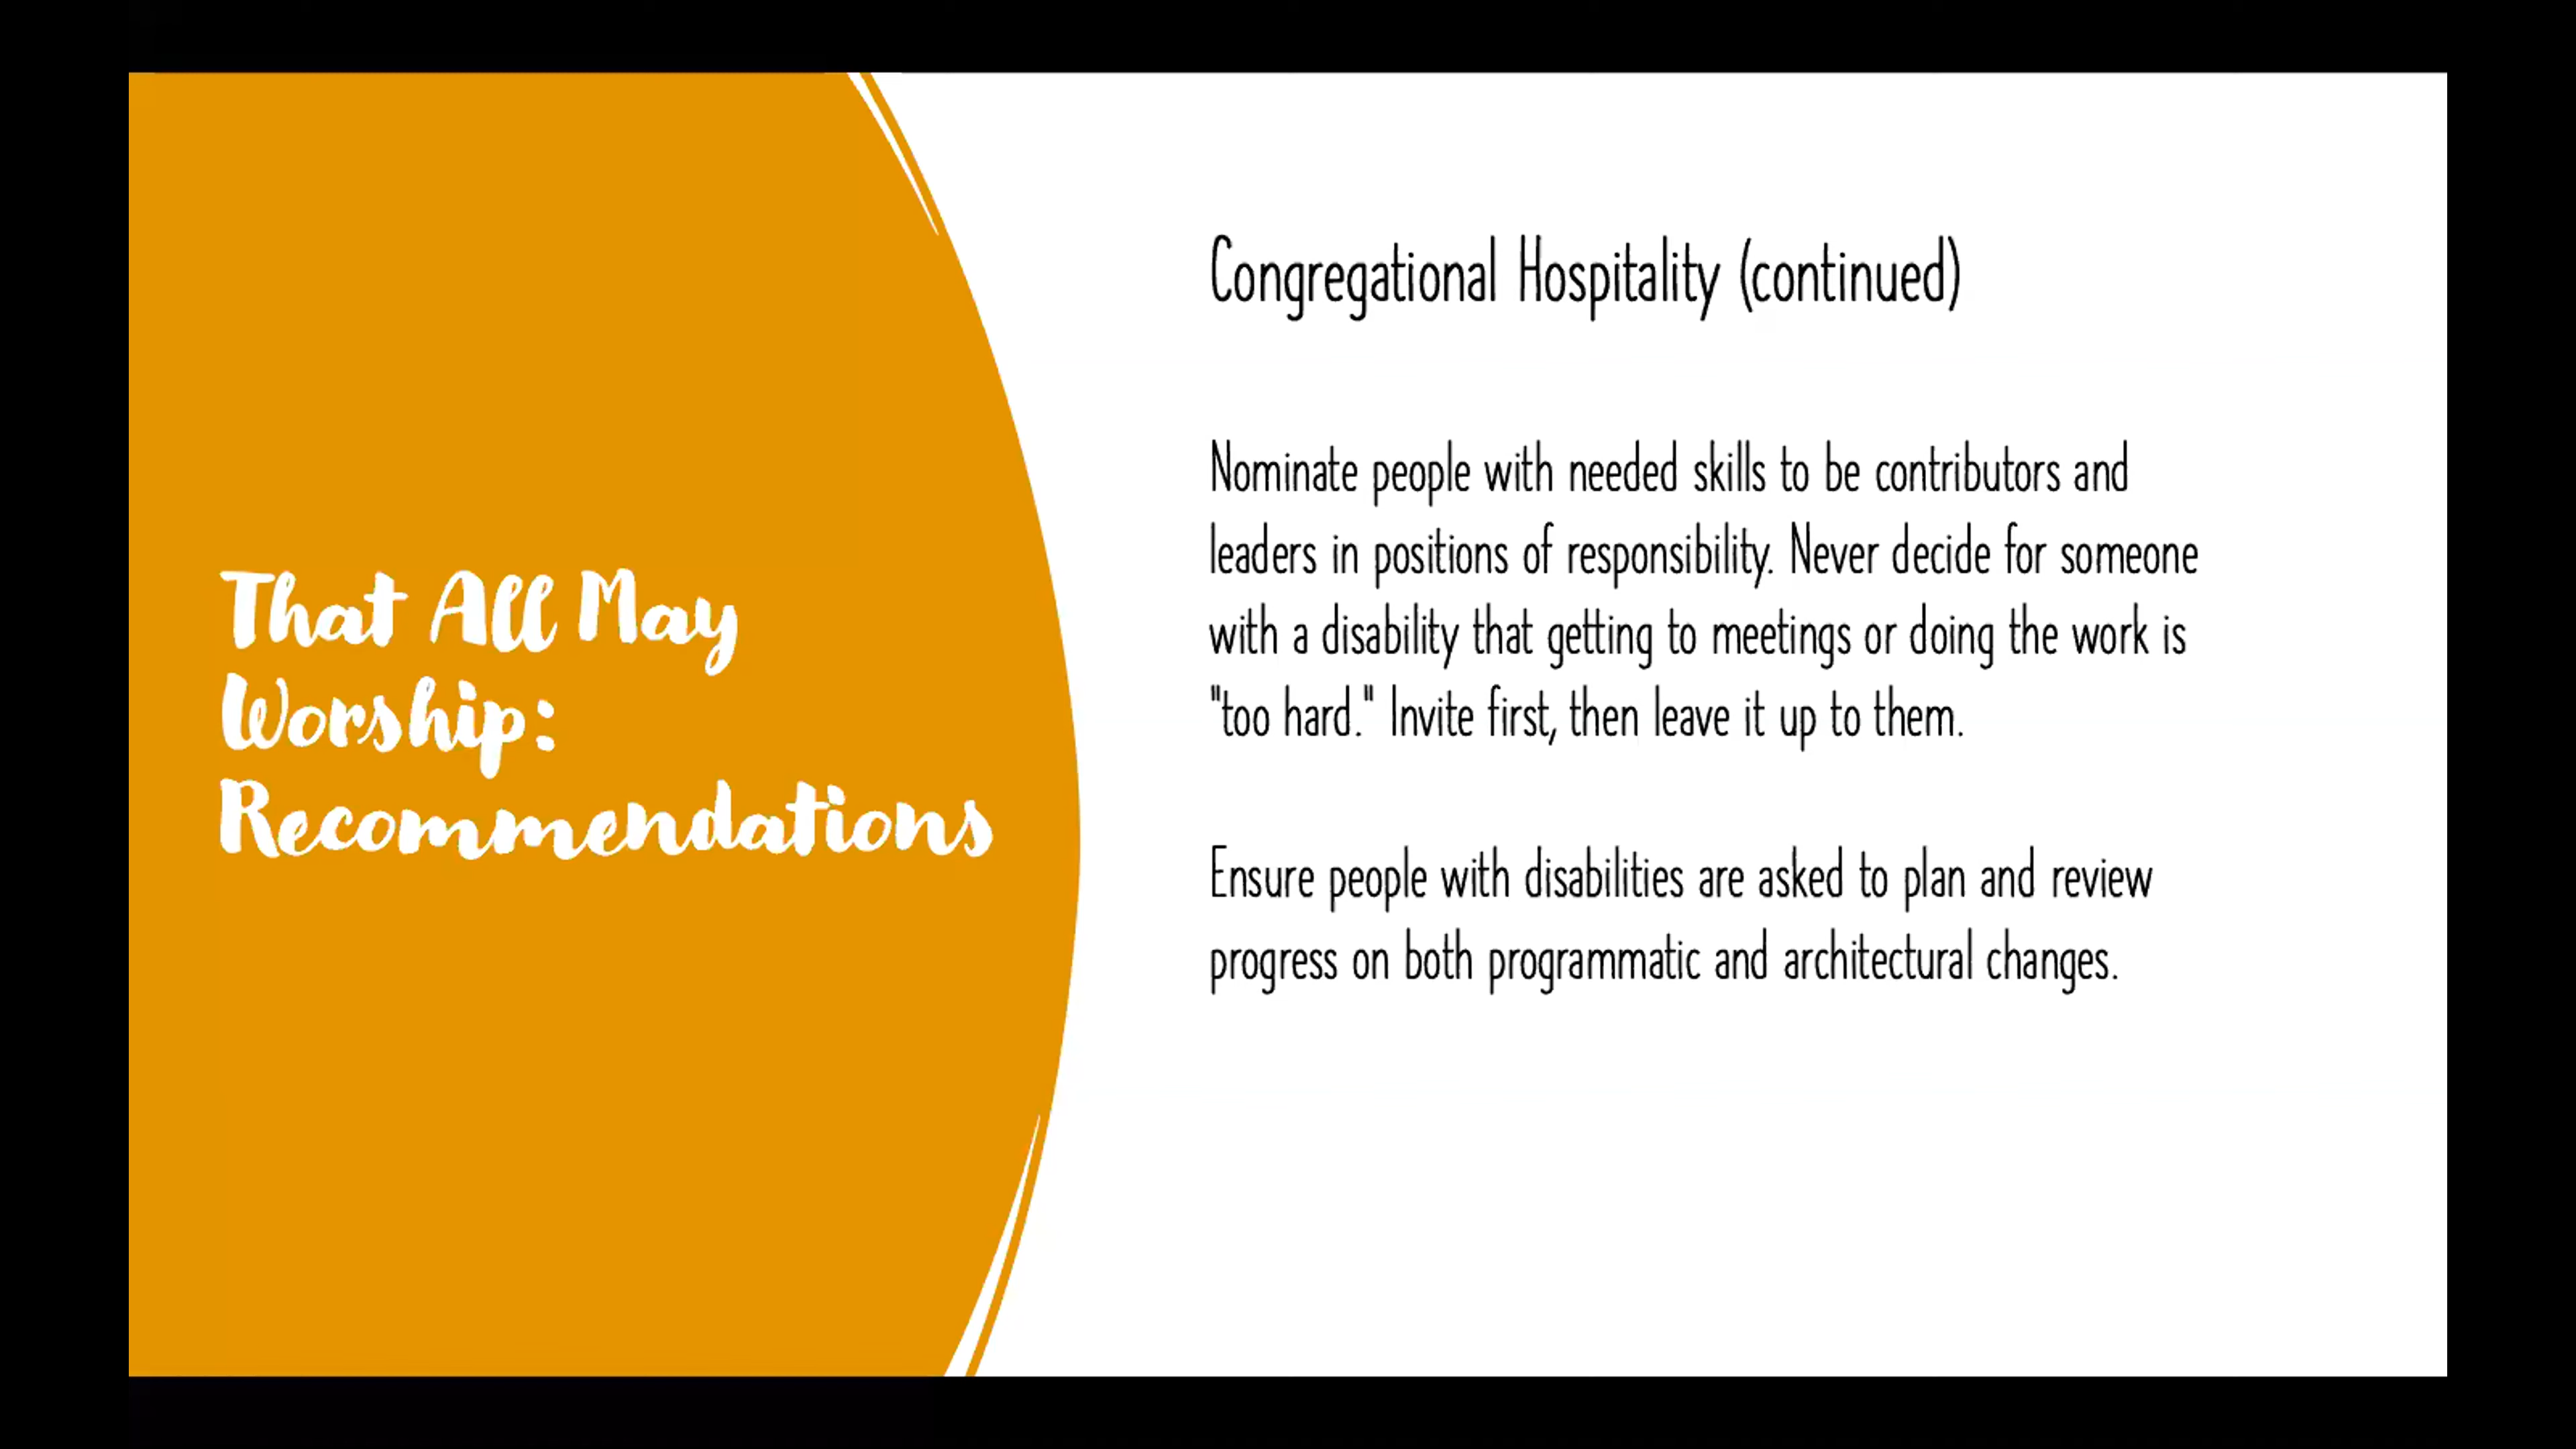 That All May
Worship:
Recommendations
Congregational Hospitality (continued)
Nominate people with needed skills to be contributors and
leaders in positions of responsibility. Never decide for someone
with a disability that getting to meetings or doing the work is
"too hard." Invite first, then leave it up to them.
Ensure people with disabilities are asked to plan and review
progress on both programmatic and architectural changes.